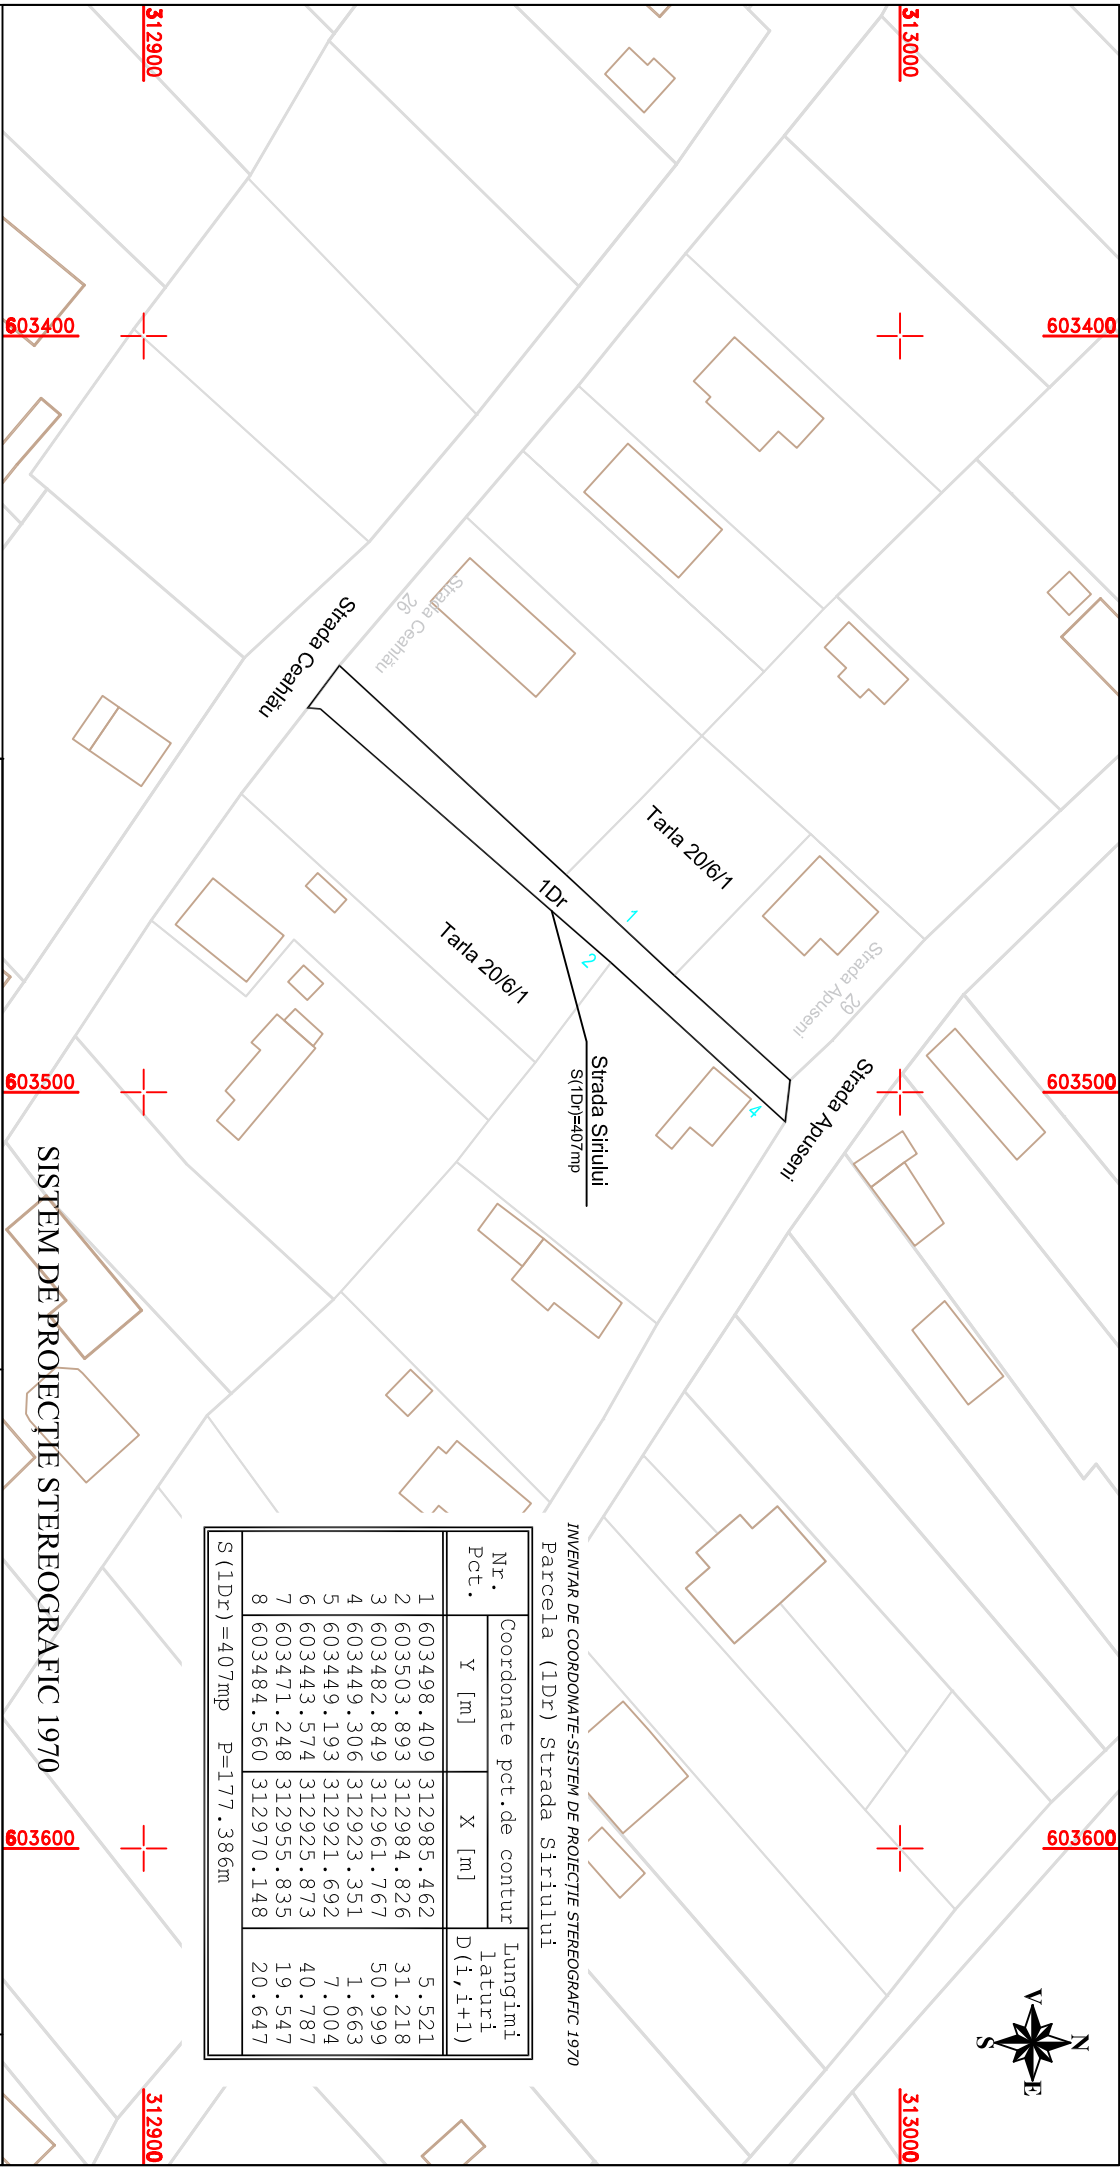 312900
313000
603400
603400
Strada Ceahlău
Strada Ceahlău
26
Tarla 20/6/1
1
1Dr
2
Tarla 20/6/1
Strada Apuseni
29
4
Strada Apuseni
603500
603500
Strada Siriului
S(1Dr)=407mp
SISTEM DE PROIECȚIE STEREOGRAFIC 1970
INVENTAR DE COORDONATE-SISTEM DE PROIECȚIE STEREOGRAFIC 1970
Parcela (1Dr) Strada Siriului
Nr. Pct. Coordonate pct.de contur Lungimi laturi
Y [m] X [m] D(i,i+1)
1 603498.409 312985.462 5.521
2 603503.893 312984.826 31.218
3 603482.849 312961.767 50.999
4 603449.306 312923.351 1.663
5 603449.193 312921.692 7.004
6 603443.574 312925.873 40.787
7 603471.248 312955.835 19.547
8 603484.560 312970.148 20.647
S(1Dr)=407mp P=177.386m
603600
603600
N
V
E
S
312900
313000